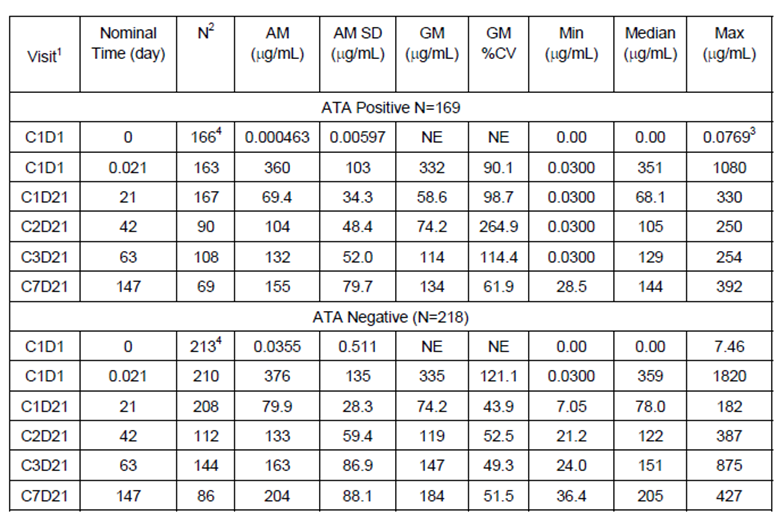 Visit¹ Nominal Time (day) N² AM (µg/mL) AM SD (µg/mL) GM (µg/mL) GM %CV Min (µg/mL) Median (µg/mL) Max (µg/mL)
ATA Positive N=169
C1D1 0 166⁴ 0.000463 0.00597 NE NE 0.00 0.00 0.0769³
C1D1 0.021 163 360 103 332 90.1 0.0300 351 1080
C1D21 21 167 69.4 34.3 58.6 98.7 0.0300 68.1 330
C2D21 42 90 104 48.4 74.2 264.9 0.0300 105 250
C3D21 63 108 132 52.0 114 114.4 0.0300 129 254
C7D21 147 69 155 79.7 134 61.9 28.5 144 392
ATA Negative (N=218)
C1D1 0 213⁴ 0.0355 0.511 NE NE 0.00 0.00 7.46
C1D1 0.021 210 376 135 335 121.1 0.0300 359 1820
C1D21 21 208 79.9 28.3 74.2 43.9 7.05 78.0 182
C2D21 42 112 133 59.4 119 52.5 21.2 122 387
C3D21 63 144 163 86.9 147 49.3 24.0 151 875
C7D21 147 86 204 88.1 184 51.5 36.4 205 427